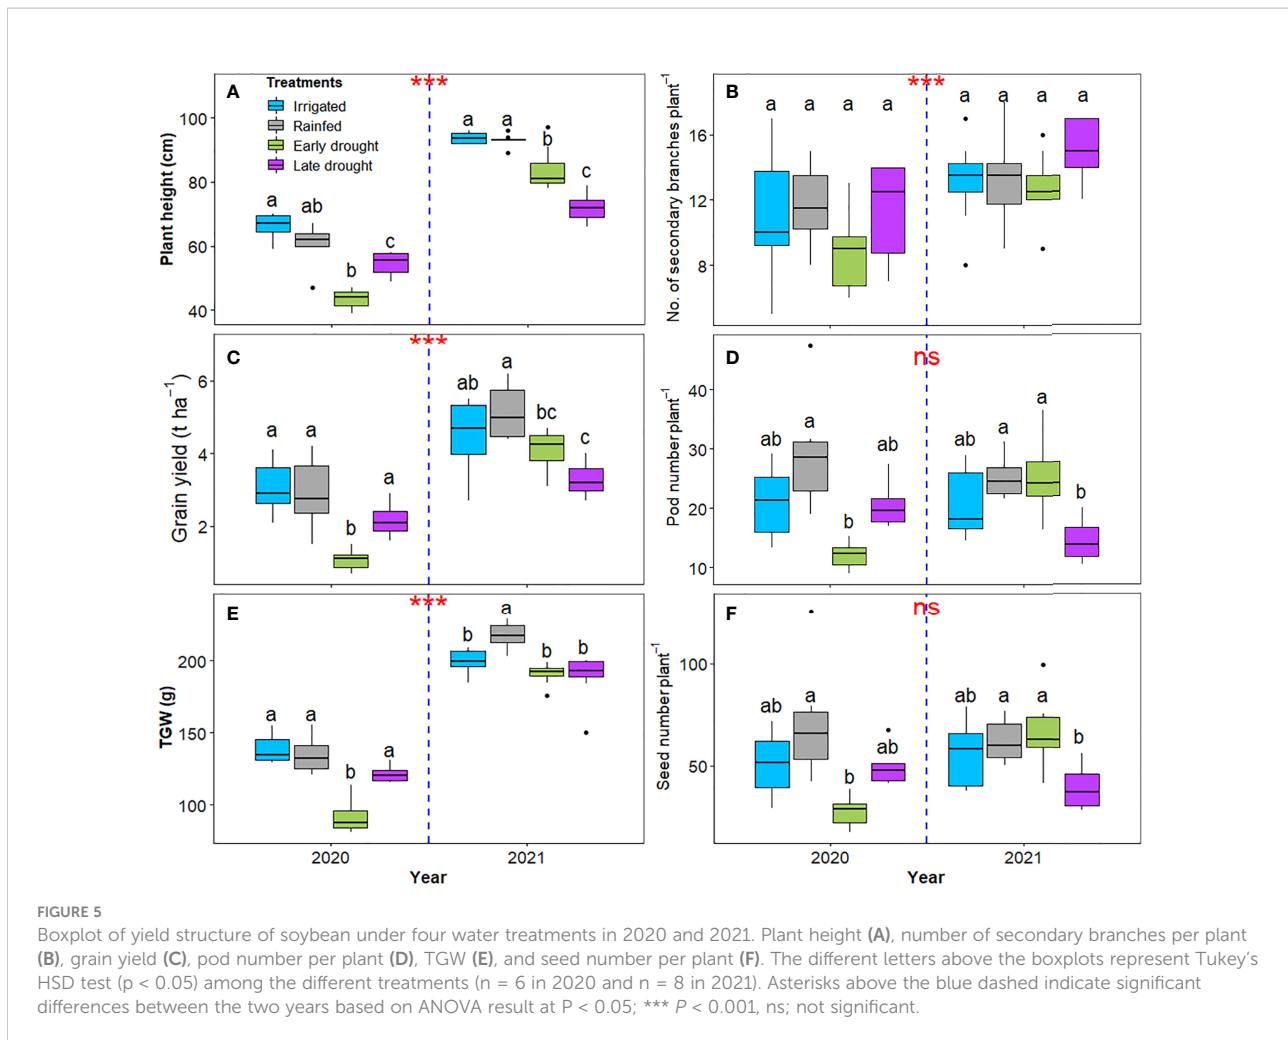 A
Treatments
Irrigated
Rainfed
Early drought
Late drought
***
Plant height (cm)
100
80
60
40
a
ab
b
c
a
a
b
c
B
***
No. of secondary branches plant⁻¹
16
12
8
a
a
a
a
a
a
a
a
C
***
Grain yield (t ha⁻¹)
6
4
2
a
a
b
a
ab
a
bc
c
D
ns
Pod number plant⁻¹
40
30
20
10
ab
a
b
ab
ab
a
a
b
E
***
TGW (g)
200
150
100
a
a
b
a
b
a
b
b
2020
2021
Year
F
ns
Seed number plant⁻¹
100
50
ab
a
b
ab
ab
a
a
b
2020
2021
Year
FIGURE 5
Boxplot of yield structure of soybean under four water treatments in 2020 and 2021. Plant height (A), number of secondary branches per plant
(B), grain yield (C), pod number per plant (D), TGW (E), and seed number per plant (F). The different letters above the boxplots represent Tukey's
HSD test (p < 0.05) among the different treatments (n = 6 in 2020 and n = 8 in 2021). Asterisks above the blue dashed indicate significant
differences between the two years based on ANOVA result at P < 0.05; *** P < 0.001, ns; not significant.